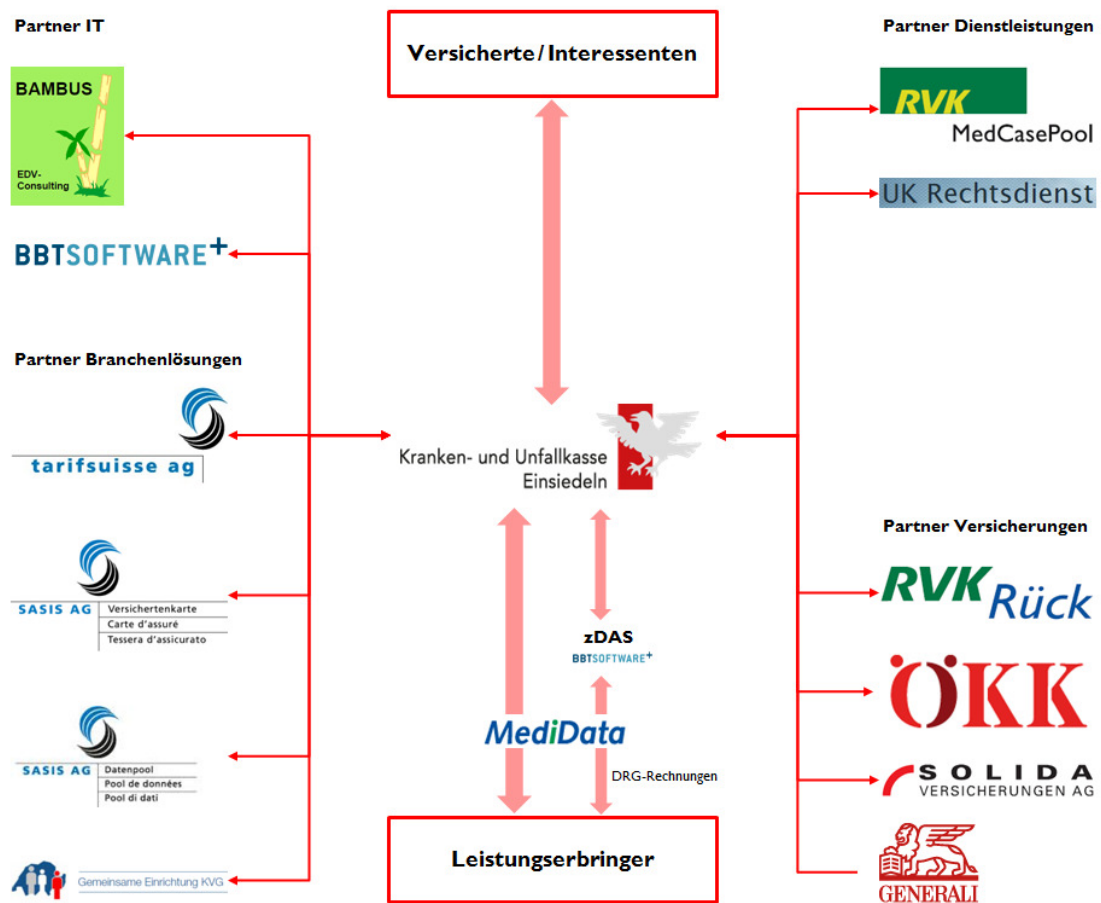 Partner IT
BAMBUS
EDV-
Consulting
BBTSOFTWARE+
Partner Branchenlösungen
tarifsuisse ag
SASIS AG
Versichertenkarte
Carte d'assuré
Tessera d'assicurato
SASIS AG
Datenpool
Pool de données
Pool di dati
Gemeinsame Einrichtung KVG
Versicherte/Interessenten
Kranken- und Unfallkasse
Einsiedeln
zDAS
BBTSOFTWARE+
MediData
DRG-Rechnungen
Leistungserbringer
Partner Dienstleistungen
RVK
MedCasePool
UK Rechtsdienst
Partner Versicherungen
RVK Rück
ÖKK
SOLIDA
VERSICHERUNGEN AG
GENERALI